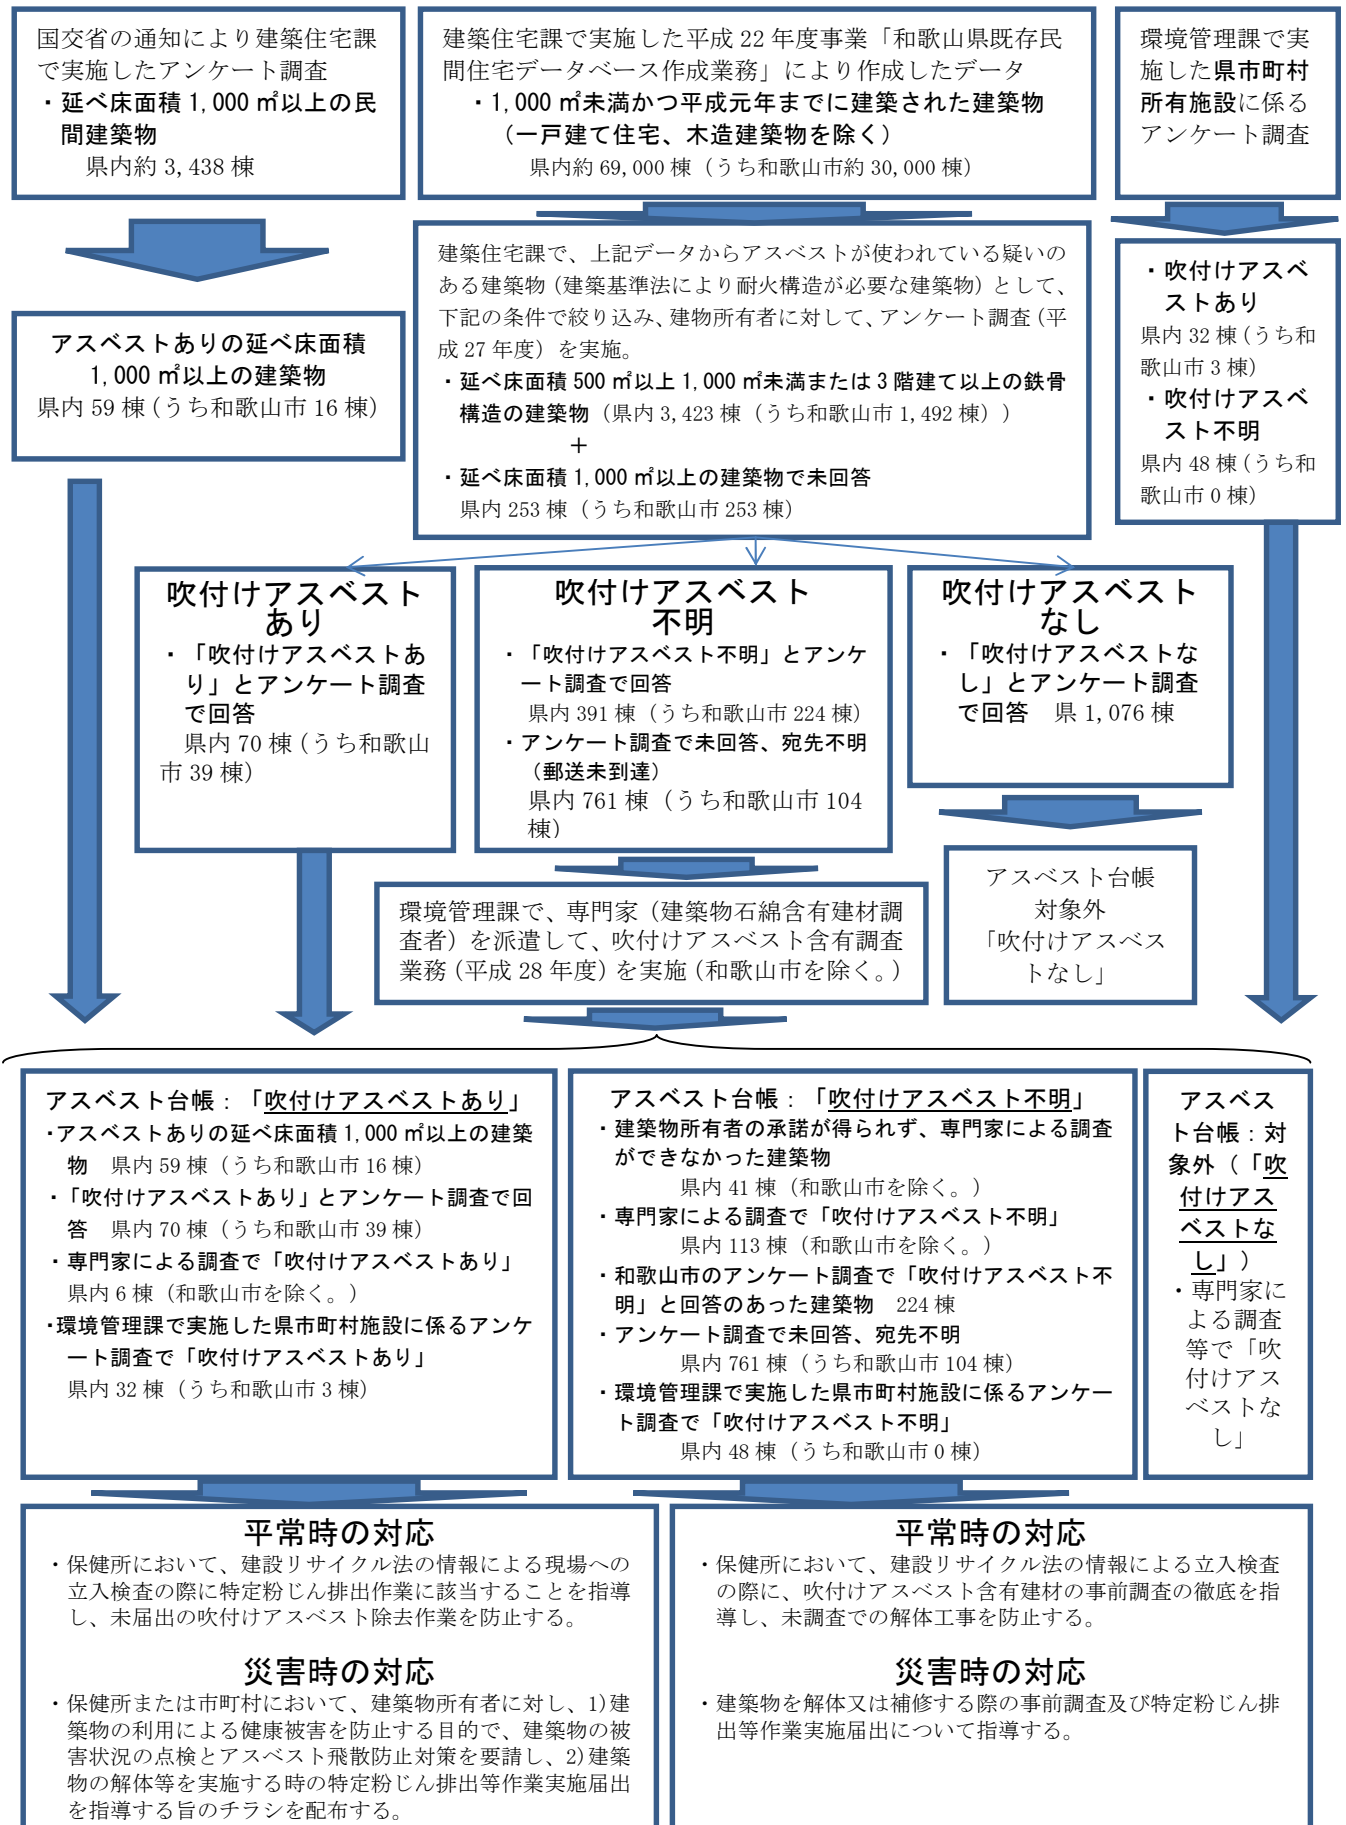 国交省の通知により建築住宅課
で実施したアンケート調査
・延べ床面積 1,000 ㎡以上の民
間建築物
県内約 3,438 棟
建築住宅課で実施した平成 22 年度事業「和歌山県既存民
間住宅データベース作成業務」により作成したデータ
・1,000 ㎡未満かつ平成元年までに建築された建築物
（一戸建て住宅、木造建築物を除く）
県内約 69,000 棟（うち和歌山市約 30,000 棟）
環境管理課で実
施した県市町村
所有施設に係る
アンケート調査
アスベストありの延べ床面積
1,000 ㎡以上の建築物
県内 59 棟（うち和歌山市 16 棟）
建築住宅課で、上記データからアスベストが使われている疑いの
ある建築物（建築基準法により耐火構造が必要な建築物）として、
下記の条件で絞り込み、建物所有者に対して、アンケート調査（平
成 27 年度）を実施。
・延べ床面積 500 ㎡以上 1,000 ㎡未満または 3 階建て以上の鉄骨
構造の建築物（県内 3,423 棟（うち和歌山市 1,492 棟））
＋
・延べ床面積 1,000 ㎡以上の建築物で未回答
県内 253 棟（うち和歌山市 253 棟）
・吹付けアスベ
ストあり
県内 32 棟（うち和
歌山市 3 棟）
・吹付けアスベ
スト不明
県内 48 棟（うち和
歌山市 0 棟）
吹付けアスベスト
あり
・「吹付けアスベストあ
り」とアンケート調査
で回答
県内 70 棟（うち和歌山
市 39 棟）
吹付けアスベスト
不明
・「吹付けアスベスト不明」とアンケ
ート調査で回答
県内 391 棟（うち和歌山市 224 棟）
・アンケート調査で未回答、宛先不明
（郵送未到達）
県内 761 棟（うち和歌山市 104
棟）
吹付けアスベスト
なし
・「吹付けアスベストな
し」とアンケート調査
で回答　県 1,076 棟
環境管理課で、専門家（建築物石綿含有建材調
査者）を派遣して、吹付けアスベスト含有調査
業務（平成 28 年度）を実施（和歌山市を除く。）
アスベスト台帳
対象外
「吹付けアスベス
トなし」
アスベスト台帳：「吹付けアスベストあり」
・アスベストありの延べ床面積 1,000 ㎡以上の建築
物　県内 59 棟（うち和歌山市 16 棟）
・「吹付けアスベストあり」とアンケート調査で回
答　県内 70 棟（うち和歌山市 39 棟）
・専門家による調査で「吹付けアスベストあり」
県内 6 棟（和歌山市を除く。）
・環境管理課で実施した県市町村施設に係るアンケ
ート調査で「吹付けアスベストあり」
県内 32 棟（うち和歌山市 3 棟）
アスベスト台帳：「吹付けアスベスト不明」
・建築物所有者の承諾が得られず、専門家による調査
ができなかった建築物
県内 41 棟（和歌山市を除く。）
・専門家による調査で「吹付けアスベスト不明」
県内 113 棟（和歌山市を除く。）
・和歌山市のアンケート調査で「吹付けアスベスト不
明」と回答のあった建築物　224 棟
・アンケート調査で未回答、宛先不明
県内 761 棟（うち和歌山市 104 棟）
・環境管理課で実施した県市町村施設に係るアンケー
ト調査で「吹付けアスベスト不明」
県内 48 棟（うち和歌山市 0 棟）
アスベス
ト台帳：対
象外（「吹
付けアス
ベストな
し」）
・専門家に
よる調査
等で「吹
付けアス
ベストな
し」
平常時の対応
・保健所において、建設リサイクル法の情報による現場への
立入検査の際に特定粉じん排出作業に該当することを指導
し、未届出の吹付けアスベスト除去作業を防止する。
災害時の対応
・保健所または市町村において、建築物所有者に対し、1)建
築物の利用による健康被害を防止する目的で、建築物の被
害状況の点検とアスベスト飛散防止対策を要請し、2)建築
物の解体等を実施する時の特定粉じん排出等作業実施届出
を指導する旨のチラシを配布する。
平常時の対応
・保健所において、建設リサイクル法の情報による立入検査
の際に、吹付けアスベスト含有建材の事前調査の徹底を指
導し、未調査での解体工事を防止する。
災害時の対応
・建築物を解体又は補修する際の事前調査及び特定粉じん排
出等作業実施届出について指導する。